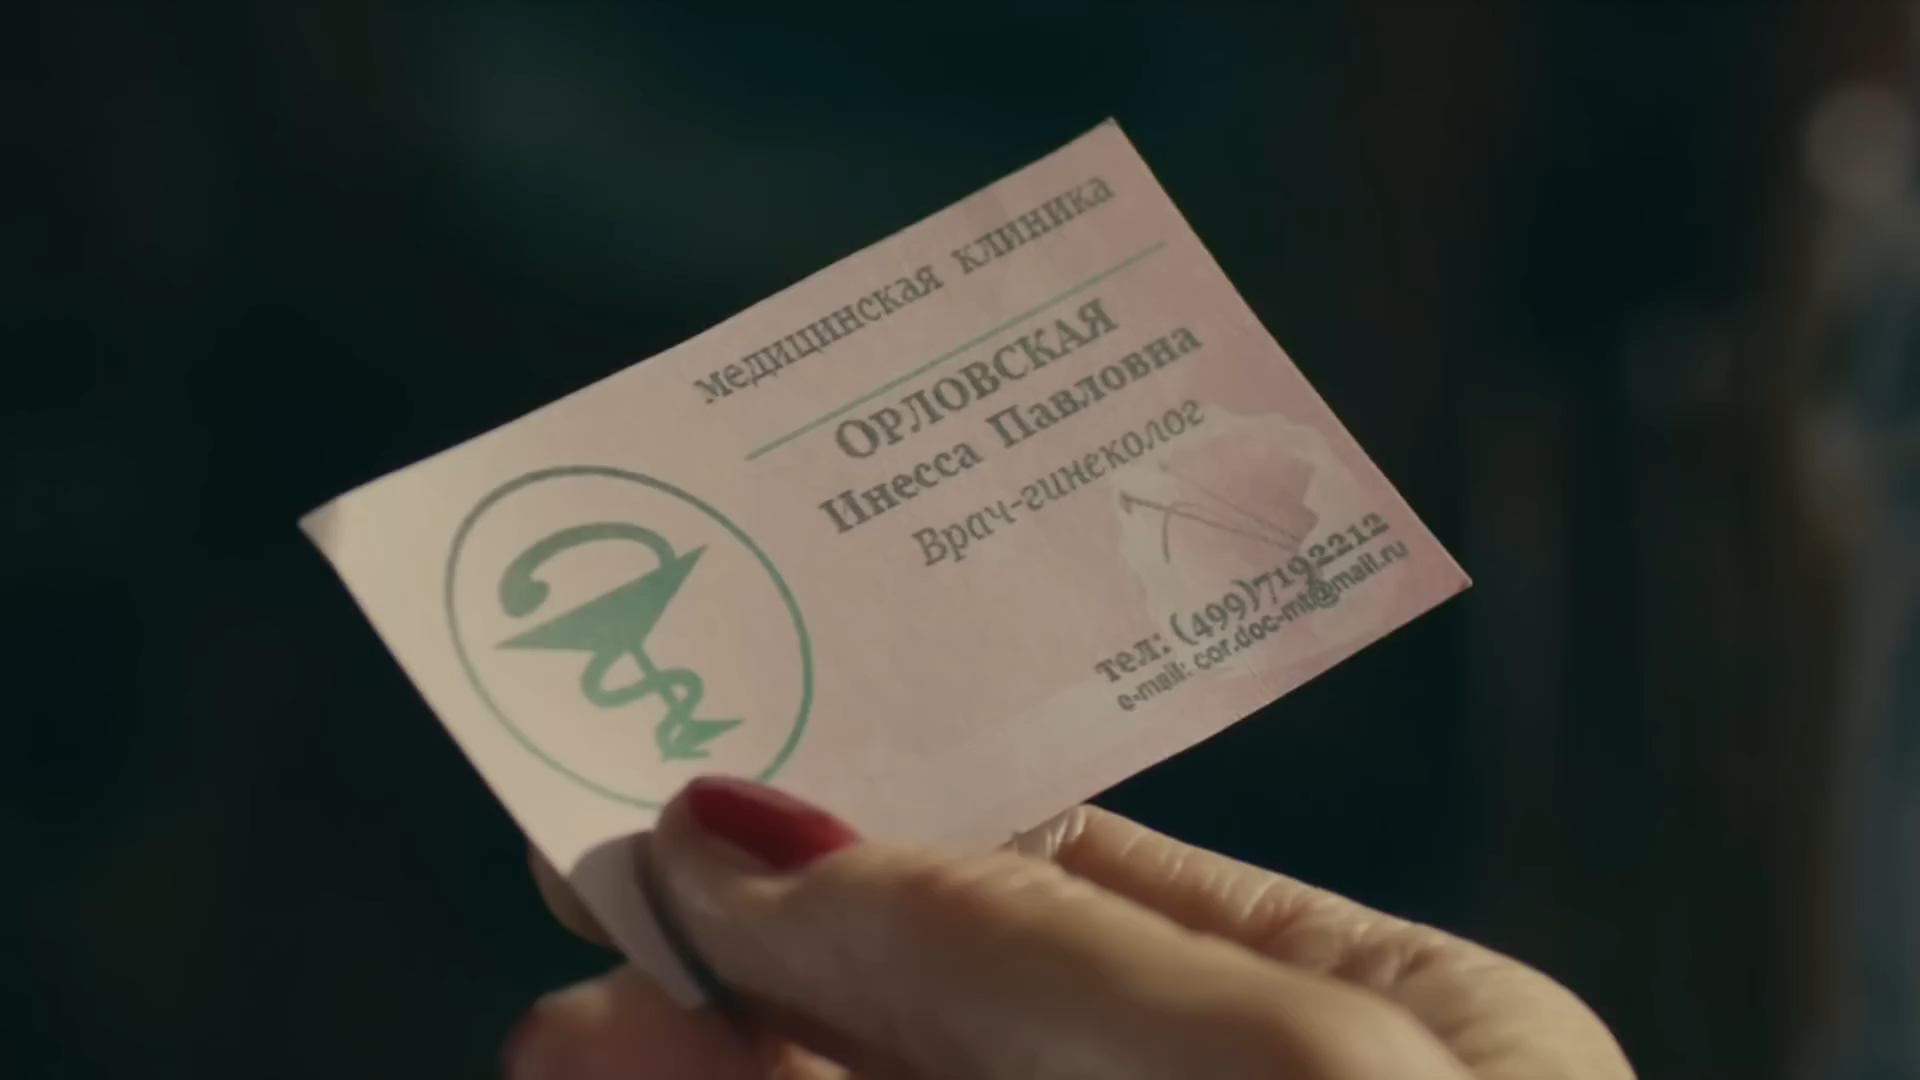 медицинская клиника
ОРЛОВСКАЯ
Инесса Павловна
Врач-гинеколог
тел: (499)7192212
e-mail: cor.doc-mt@mail.ru